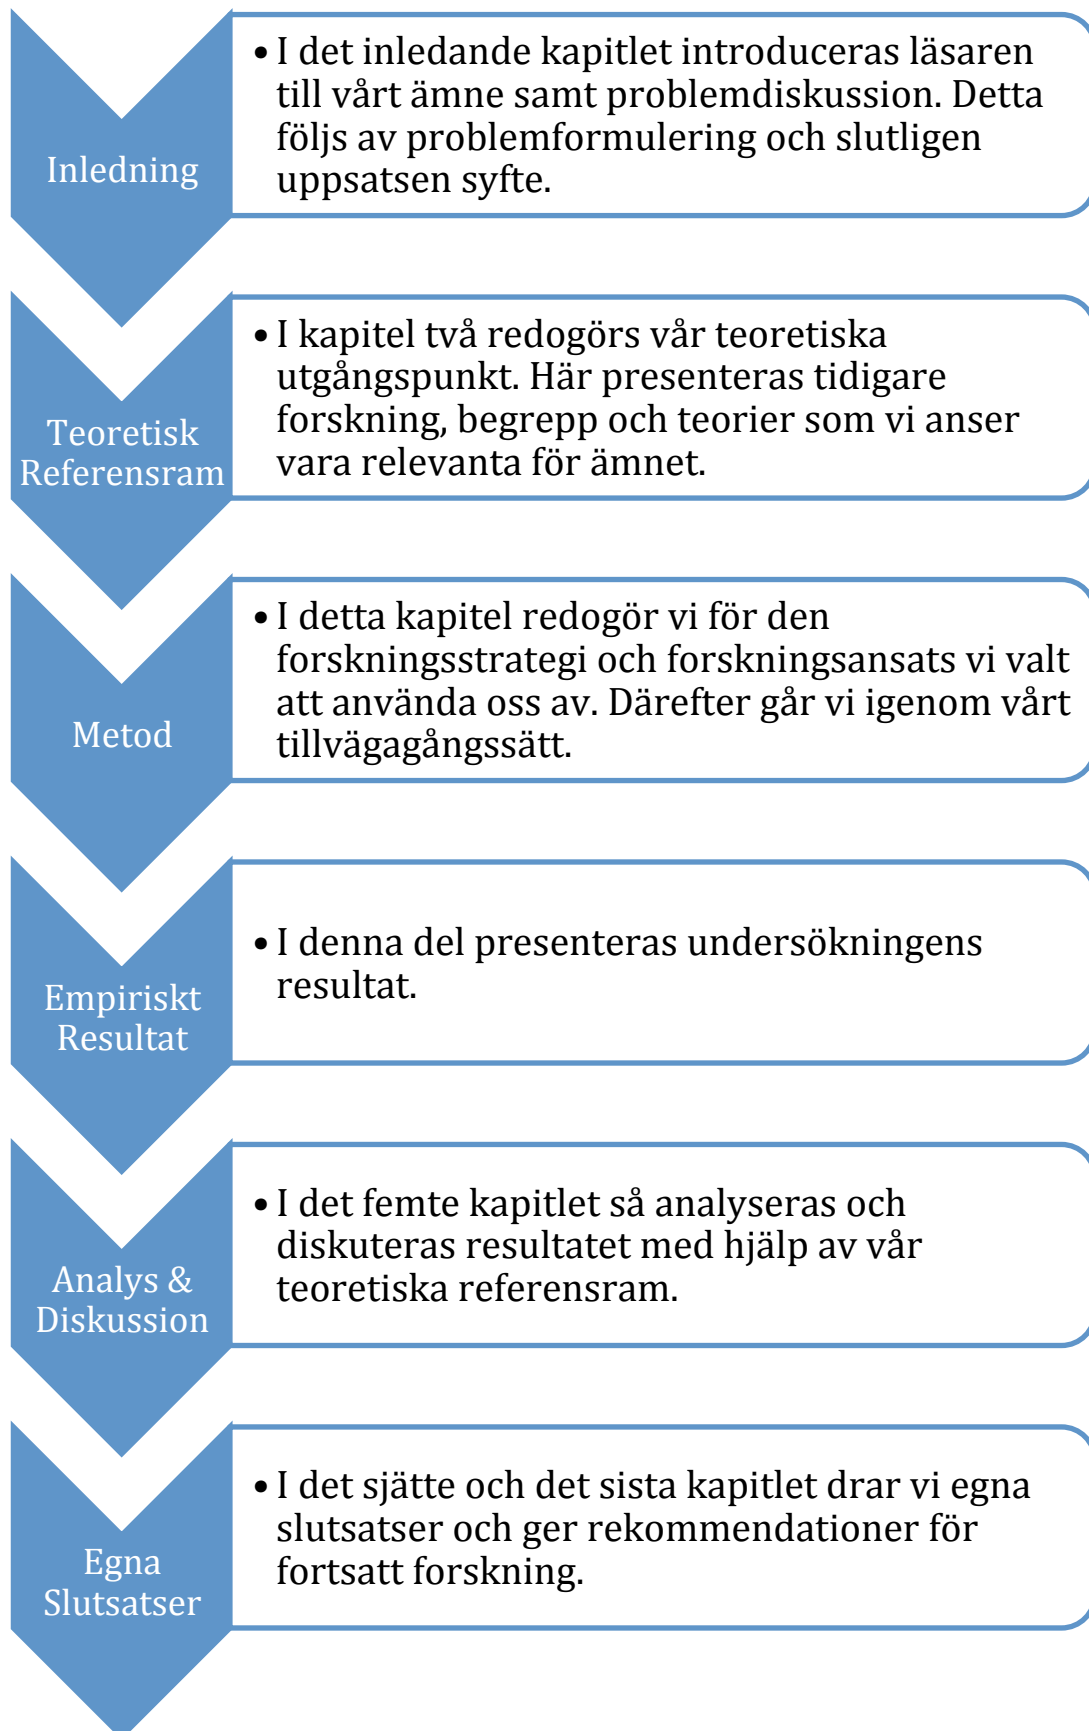 Inledning
• I det inledande kapitlet introduceras läsaren
till vårt ämne samt problemdiskussion. Detta
följs av problemformulering och slutligen
uppsatsen syfte.
Teoretisk
Referensram
• I kapitel två redogörs vår teoretiska
utgångspunkt. Här presenteras tidigare
forskning, begrepp och teorier som vi anser
vara relevanta för ämnet.
Metod
• I detta kapitel redogör vi för den
forskningsstrategi och forskningsansats vi valt
att använda oss av. Därefter går vi igenom vårt
tillvägagångssätt.
Empiriskt
Resultat
• I denna del presenteras undersökningens
resultat.
Analys &
Diskussion
• I det femte kapitlet så analyseras och
diskuteras resultatet med hjälp av vår
teoretiska referensram.
Egna
Slutsatser
• I det sjätte och det sista kapitlet drar vi egna
slutsatser och ger rekommendationer för
fortsatt forskning.